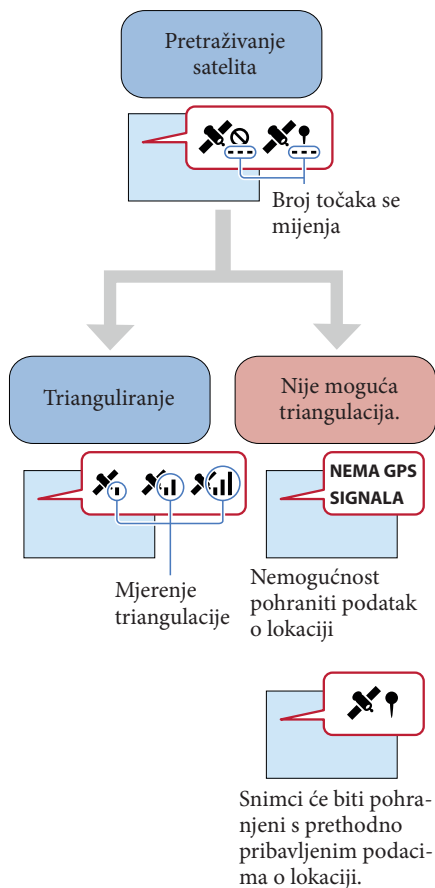 Pretraživanje
satelita
Broj točaka se
mijenja
Trianguliranje
Nije moguća
triangulacija.
NEMA GPS
SIGNALA
Mjerenje
triangulacije
Nemogućnost
pohraniti podatak
o lokaciji
Snimci će biti pohra-
njeni s prethodno
pribavljenim podaci-
ma o lokaciji.